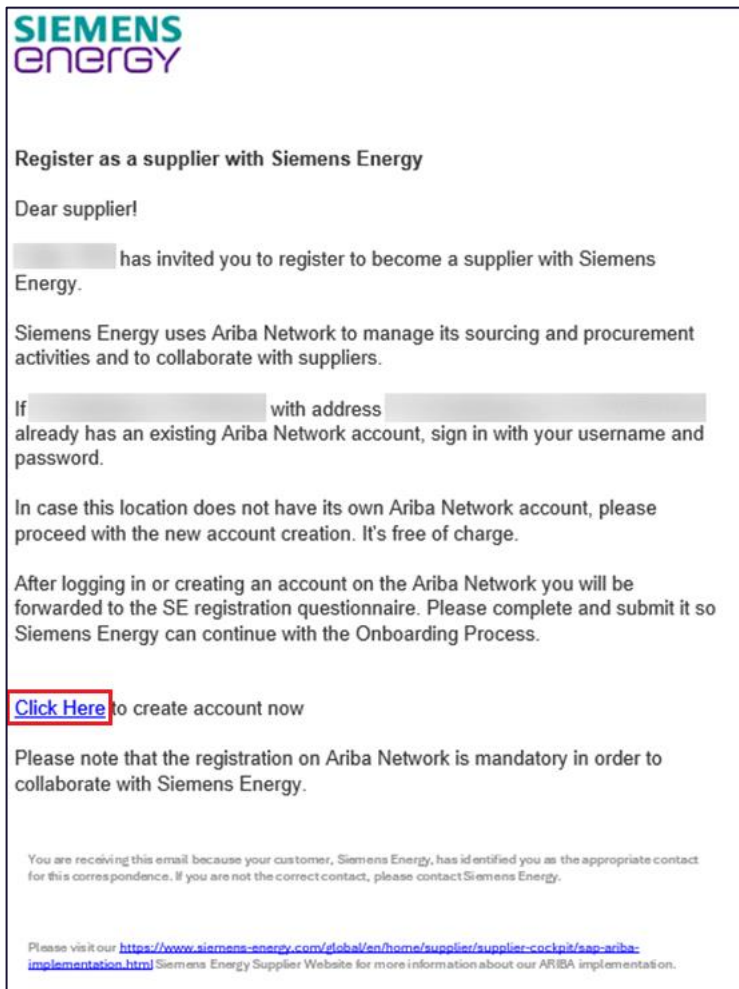 SIEMENS
energy
Register as a supplier with Siemens Energy
Dear supplier!
has invited you to register to become a supplier with Siemens
Energy.
Siemens Energy uses Ariba Network to manage its sourcing and procurement
activities and to collaborate with suppliers.
If with address
already has an existing Ariba Network account, sign in with your username and
password.
In case this location does not have its own Ariba Network account, please
proceed with the new account creation. It's free of charge.
After logging in or creating an account on the Ariba Network you will be
forwarded to the SE registration questionnaire. Please complete and submit it so
Siemens Energy can continue with the Onboarding Process.
Click Here to create account now
Please note that the registration on Ariba Network is mandatory in order to
collaborate with Siemens Energy.
You are receiving this email because your customer, Siemens Energy, has identified you as the appropriate contact
for this correspondence. If you are not the correct contact, please contact Siemens Energy.
Please visit our https://www.siemens-energy.com/global/en/home/supplier/supplier-cockpit/sap-ariba-
implementation.html Siemens Energy Supplier Website for more information about our ARIBA implementation.